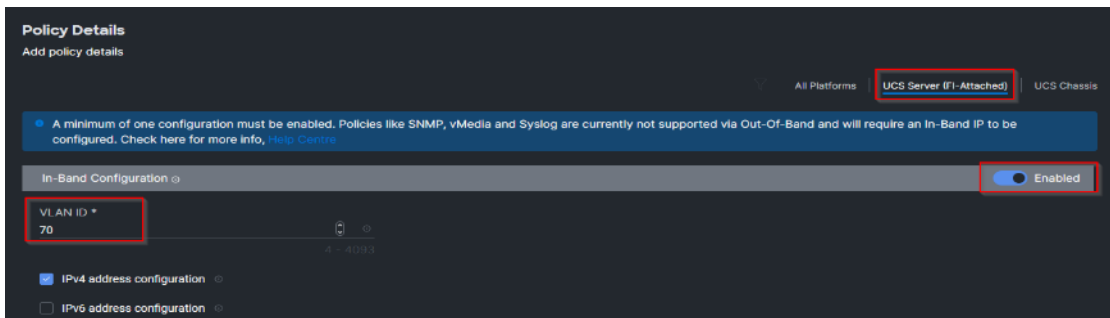 Policy Details
Add policy details
All Platforms | UCS Server (FI-Attached) | UCS Chassis
A minimum of one configuration must be enabled. Policies like SNMP, vMedia and Syslog are currently not supported via Out-Of-Band and will require an In-Band IP to be
configured. Check here for more info, Help Centre
In-Band Configuration
Enabled
VLAN ID *
70
4 - 4093
IPv4 address configuration
IPv6 address configuration